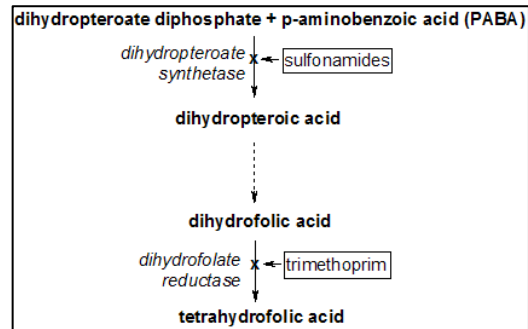 dihydropteroate diphosphate + p-aminobenzoic acid (PABA)
dihydropteroate
synthetase
x
sulfonamides
dihydropteroic acid
dihydrofolic acid
dihydrofolate
reductase
x
trimethoprim
tetrahydrofolic acid